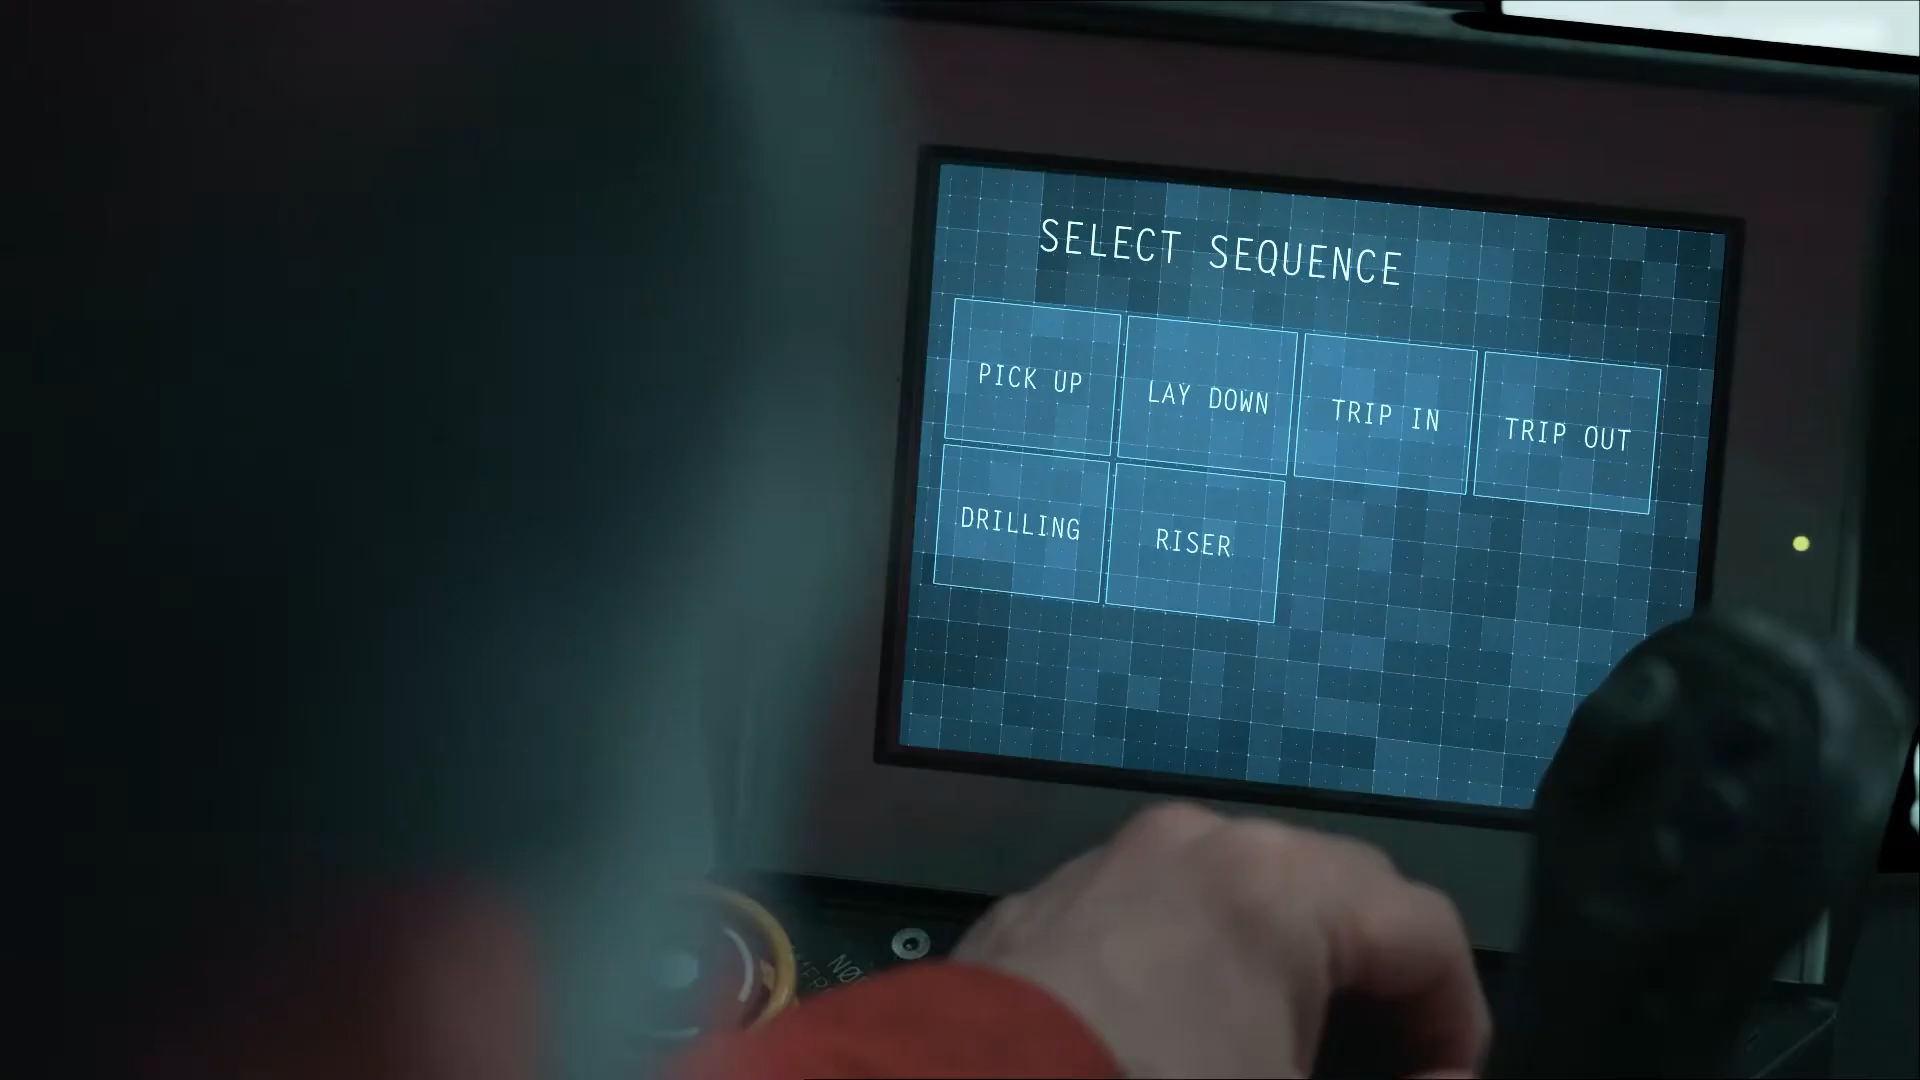 SELECT SEQUENCE
PICK UP
LAY DOWN
TRIP IN
TRIP OUT
DRILLING
RISER